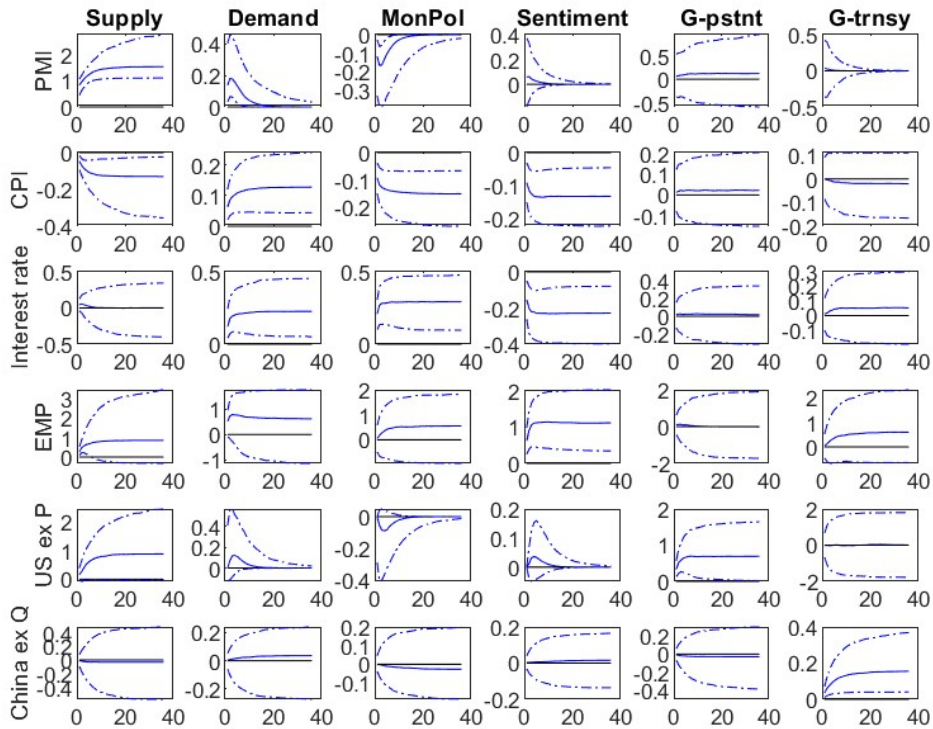 Supply Demand MonPol Sentiment G-pstnt G-trnsy
PMI
2 0.4 0 0.4 0.5 0.5
1 0.2 -0.1 0.2 0 0
0 0 -0.2 0 -0.5 -0.5
-0.3
0 20 40 0 20 40 0 20 40 0 20 40 0 20 40 0 20 40
CPI
0 0.2 0 0 0.2 0.1
-0.2 0.1 -0.1 -0.1 0.1 0
-0.4 0 -0.2 -0.2 0 -0.1
-0.1 -0.2
0 20 40 0 20 40 0 20 40 0 20 40 0 20 40 0 20 40
Interest rate
0.5 0.5 0.5 0 0.4 0.3
0 0 0 -0.2 0.2 0.2
-0.5 -0.4 0 0.1
-0.2 0
-0.1
0 20 40 0 20 40 0 20 40 0 20 40 0 20 40 0 20 40
EMP
3 1 2 2 2 2
2 0 1 1 0 1
1 -1 0 0 -2 0
0
0 20 40 0 20 40 0 20 40 0 20 40 0 20 40 0 20 40
US ex P
2 0.4 0 0.2 2 2
1 0.2 -0.2 0.1 1 0
0 0 -0.4 0 0 -2
0 20 40 0 20 40 0 20 40 0 20 40 0 20 40 0 20 40
China ex Q
0.4 0.2 0.2 0.2 0.2 0.4
0.2 0 0.1 0 0 0.2
0 -0.2 0 -0.2 -0.2 0
-0.2 -0.1 -0.4
-0.4
0 20 40 0 20 40 0 20 40 0 20 40 0 20 40 0 20 40